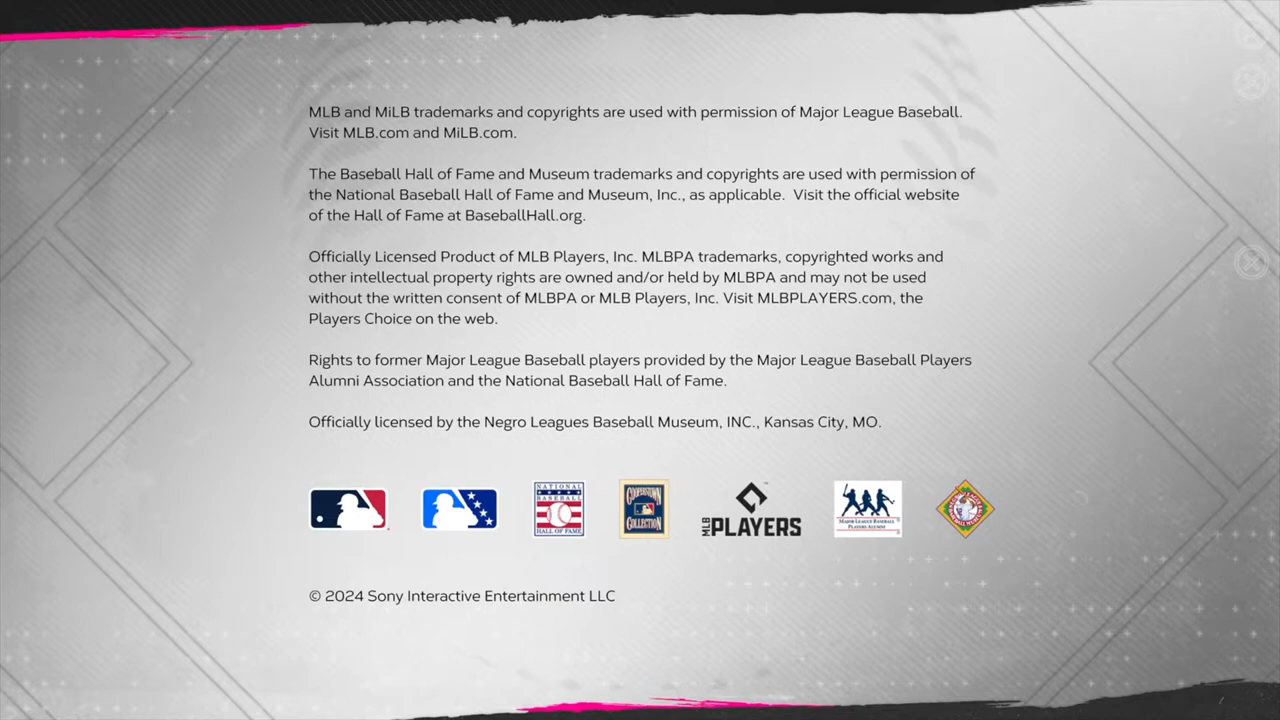 MLB and MiLB trademarks and copyrights are used with permission of Major League Baseball.
Visit MLB.com and MiLB.com.
The Baseball Hall of Fame and Museum trademarks and copyrights are used with permission of
the National Baseball Hall of Fame and Museum, Inc., as applicable.  Visit the official website
of the Hall of Fame at BaseballHall.org.
Officially Licensed Product of MLB Players, Inc. MLBPA trademarks, copyrighted works and
other intellectual property rights are owned and/or held by MLBPA and may not be used
without the written consent of MLBPA or MLB Players, Inc. Visit MLBPLAYERS.com, the
Players Choice on the web.
Rights to former Major League Baseball players provided by the Major League Baseball Players
Alumni Association and the National Baseball Hall of Fame.
Officially licensed by the Negro Leagues Baseball Museum, INC., Kansas City, MO.
NATIONAL
BASEBALL
HALL OF FAME
COOPERSTOWN
COLLECTION
MLB PLAYERS
MAJOR LEAGUE BASEBALL
PLAYERS ALUMNI
© 2024 Sony Interactive Entertainment LLC